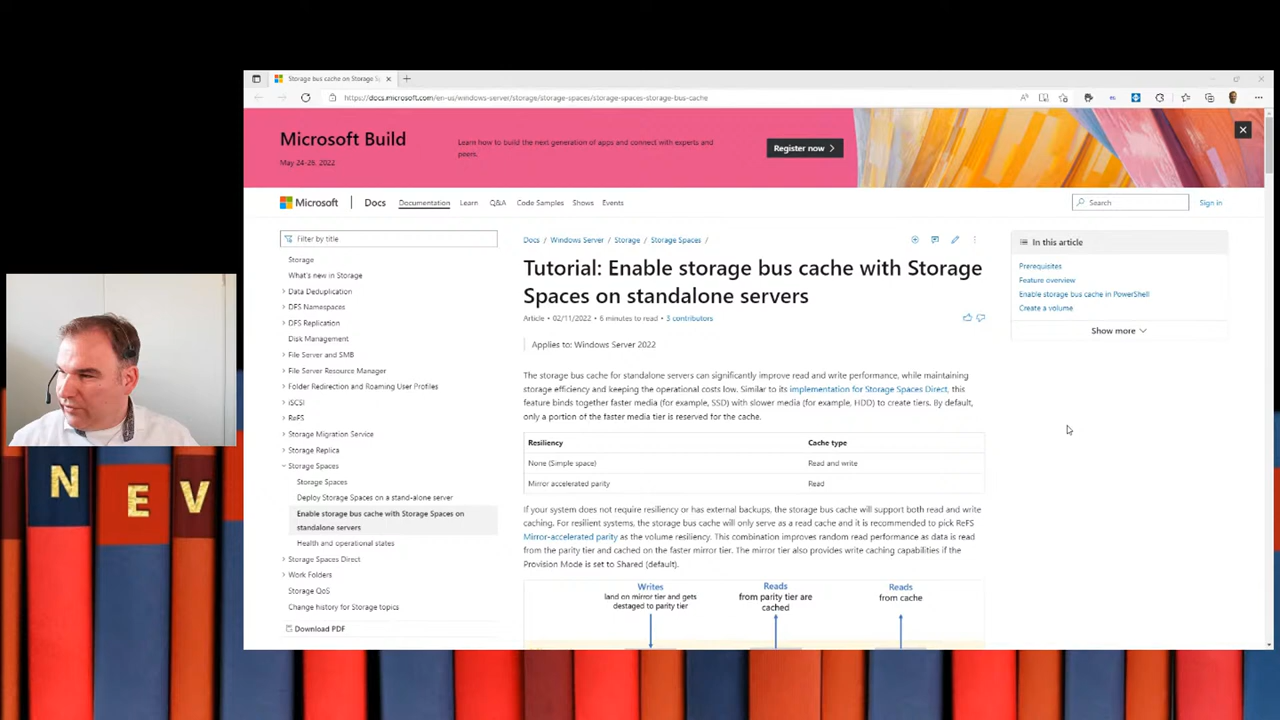 Storage bus cache on Storage Sp
https://docs.microsoft.com/en-us/windows-server/storage/storage-spaces/storage-spaces-storage-bus-cache
Microsoft Build
May 24-26, 2022
Learn how to build the next generation of apps and connect with experts and
peers.
Register now
Microsoft
Docs
Documentation
Learn
Q&A
Code Samples
Shows
Events
Search
Sign in
Filter by title
Storage
What's new in Storage
Data Deduplication
DFS Namespaces
DFS Replication
Disk Management
File Server and SMB
File Server Resource Manager
Folder Redirection and Roaming User Profiles
iSCSI
ReFS
Storage Migration Service
Storage Replica
Storage Spaces
Storage Spaces
Deploy Storage Spaces on a stand-alone server
Enable storage bus cache with Storage Spaces on
standalone servers
Health and operational states
Storage Spaces Direct
Work Folders
Storage QoS
Change history for Storage topics
Download PDF
Docs / Windows Server / Storage / Storage Spaces /
Tutorial: Enable storage bus cache with Storage
Spaces on standalone servers
Article • 02/11/2022 • 6 minutes to read • 3 contributors
Applies to: Windows Server 2022
The storage bus cache for standalone servers can significantly improve read and write performance, while maintaining
storage efficiency and keeping the operational costs low. Similar to its implementation for Storage Spaces Direct, this
feature binds together faster media (for example, SSD) with slower media (for example, HDD) to create tiers. By default,
only a portion of the faster media tier is reserved for the cache.
Resiliency Cache type
None (Simple space) Read and write
Mirror accelerated parity Read
If your system does not require resiliency or has external backups, the storage bus cache will support both read and write
caching. For resilient systems, the storage bus cache will only serve as a read cache and it is recommended to pick ReFS
Mirror-accelerated parity as the volume resiliency. This combination improves random read performance as data is read
from the parity tier and cached on the faster mirror tier. The mirror tier also provides write caching capabilities if the
Provision Mode is set to Shared (default).
Writes
land on mirror tier and gets
destaged to parity tier
Reads
from parity tier are
cached
Reads
from cache
In this article
Prerequisites
Feature overview
Enable storage bus cache in PowerShell
Create a volume
Show more
N E V